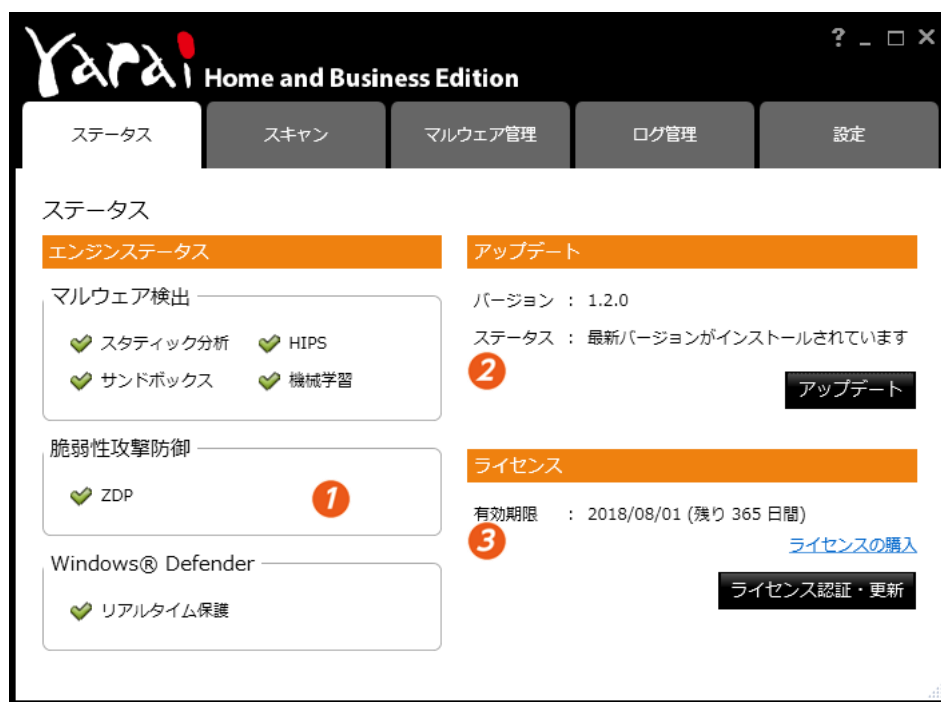 Yarai Home and Business Edition
? _ □ ×
ステータス スキャン マルウェア管理 ログ管理 設定
ステータス
エンジンステータス
マルウェア検出
スタティック分析 HIPS
サンドボックス 機械学習
脆弱性攻撃防御
ZDP
1
Windows® Defender
リアルタイム保護
アップデート
バージョン : 1.2.0
ステータス : 最新バージョンがインストールされています
2
アップデート
ライセンス
有効期限 : 2018/08/01 (残り 365 日間)
3
ライセンスの購入
ライセンス認証・更新